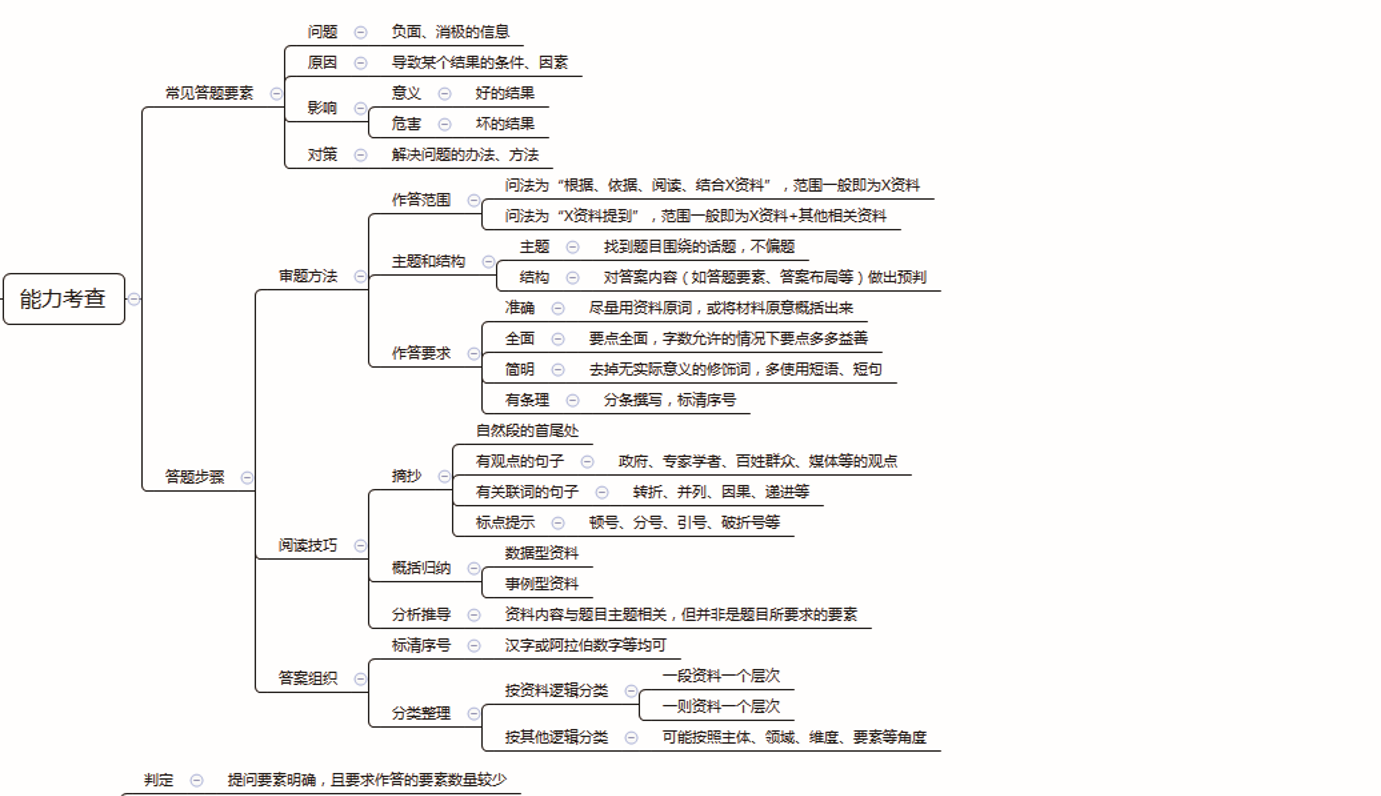 问题 负面、消极的信息
原因 导致某个结果的条件、因素
常见答题要素
意义 好的结果
影响
危害 坏的结果
对策 解决问题的办法、方法
问法为“根据、依据、阅读、结合X资料”，范围一般即为X资料
作答范围
问法为“X资料提到”，范围一般即为X资料+其他相关资料
主题 找到题目围绕的话题，不偏题
主题和结构
审题方法
结构 对答案内容（如答题要素、答案布局等）做出预判
能力考查
准确 尽量用资料原词，或将材料原意概括出来
全面 要点全面，字数允许的情况下要点多多益善
作答要求
简明 去掉无实际意义的修饰词，多使用短语、短句
有条理 分条撰写，标清序号
自然段的首尾处
有观点的句子 政府、专家学者、百姓群众、媒体等的观点
答题步骤
摘抄
有关联词的句子 转折、并列、因果、递进等
标点提示 顿号、分号、引号、破折号等
阅读技巧
数据型资料
概括归纳
事例型资料
分析推导 资料内容与题目主题相关，但并非是题目所要求的要素
标清序号 汉字或阿拉伯数字等均可
答案组织
一段资料一个层次
按资料逻辑分类
一则资料一个层次
分类整理
按其他逻辑分类 可能按照主体、领域、维度、要素等角度
判定 提问要素明确，且要求作答的要素数量较少